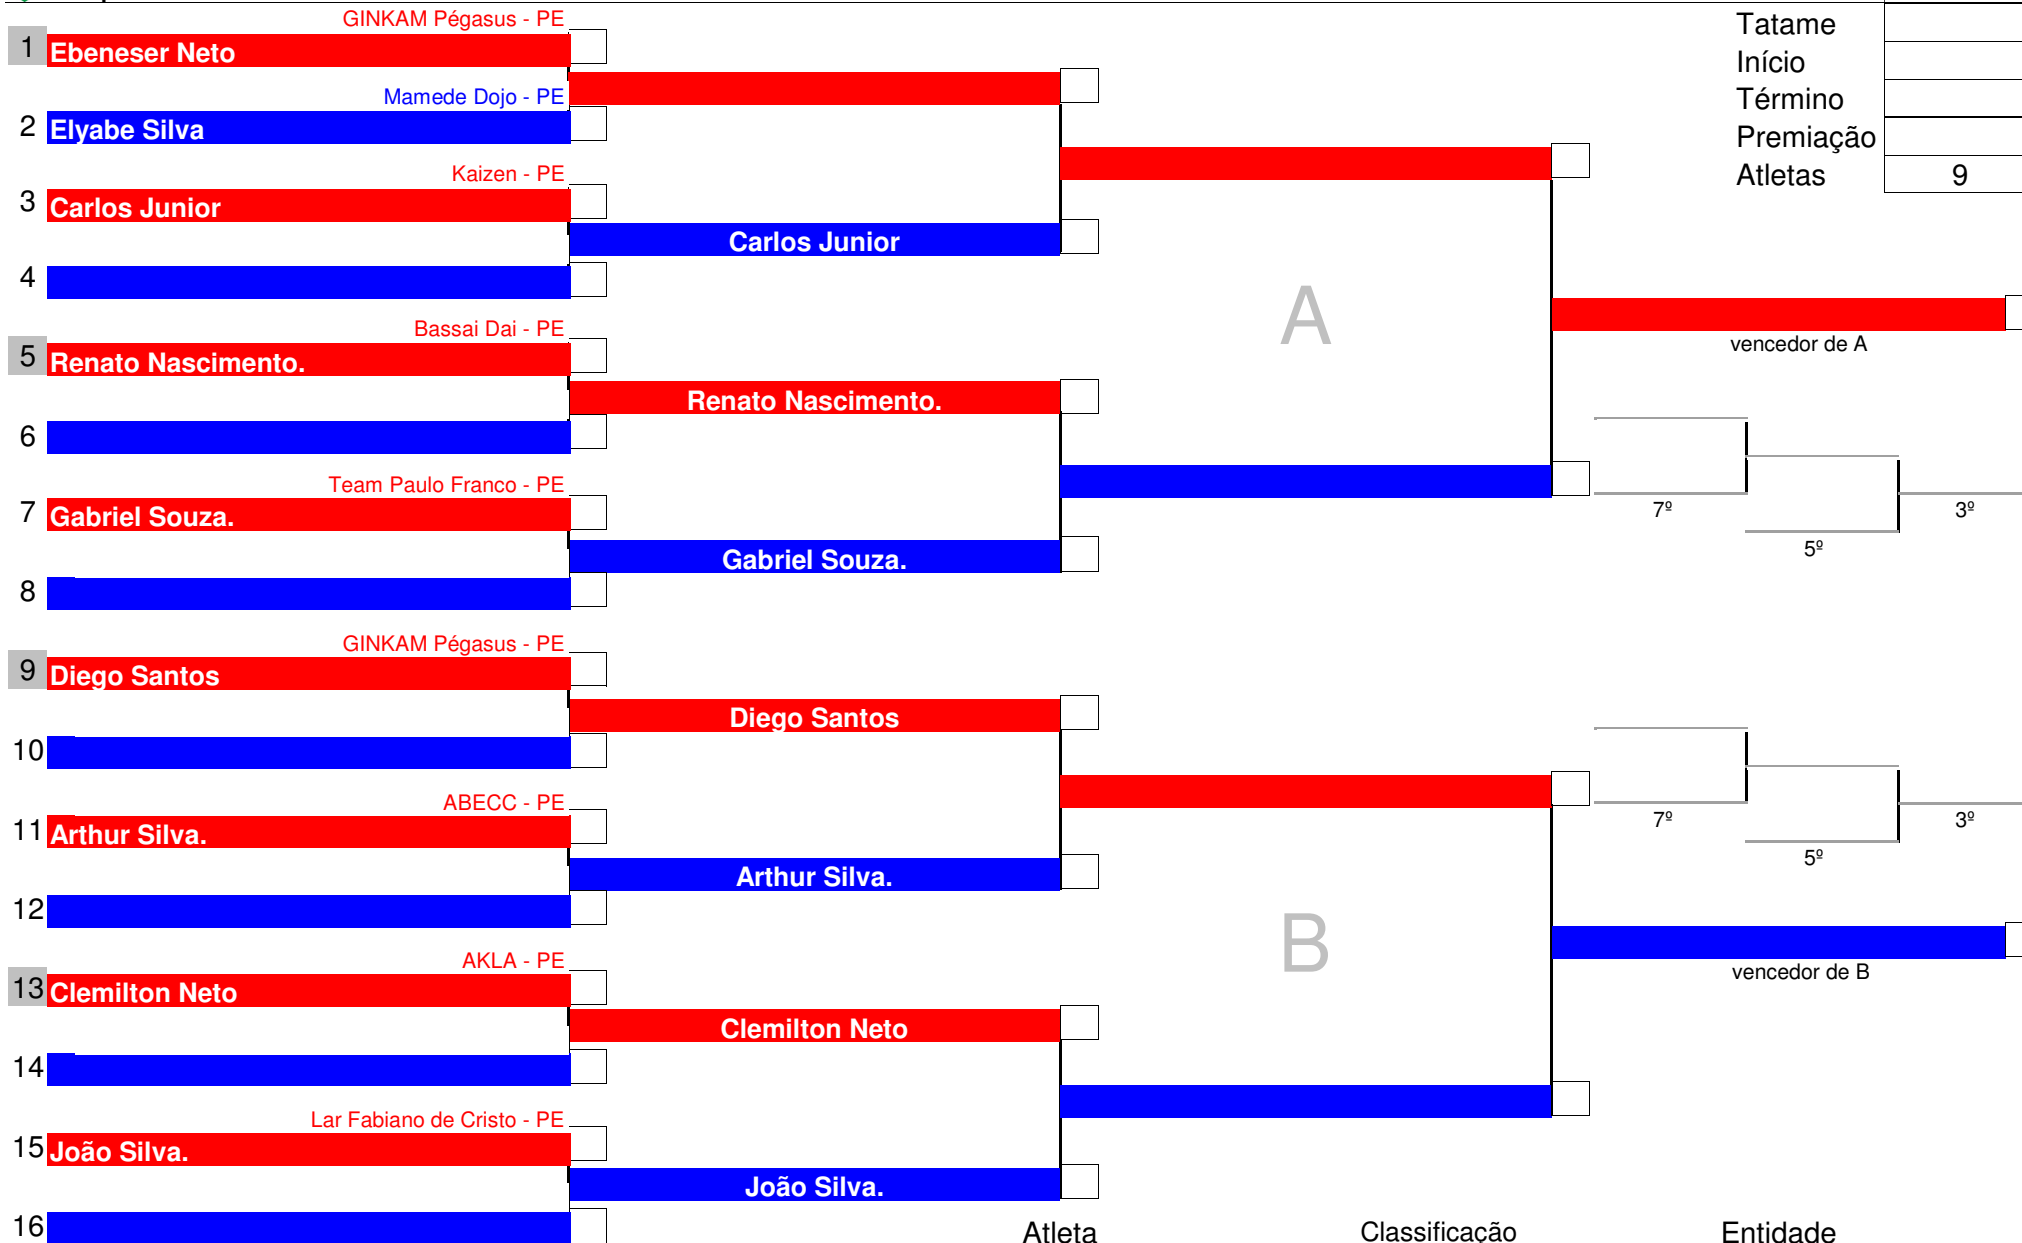 GINKAM Pégasus - PE
1 Ebeneser Neto
Mamede Dojo - PE
2 Elyabe Silva
Kaizen - PE
3 Carlos Junior
Carlos Junior
4
Bassai Dai - PE
5 Renato Nascimento.
Renato Nascimento.
6
Team Paulo Franco - PE
7 Gabriel Souza.
Gabriel Souza.
8
GINKAM Pégasus - PE
9 Diego Santos
Diego Santos
10
ABECC - PE
11 Arthur Silva.
Arthur Silva.
12
AKLA - PE
13 Clemilton Neto
Clemilton Neto
14
Lar Fabiano de Cristo - PE
15 João Silva.
João Silva.
16
A
B
Tatame
Início
Término
Premiação
Atletas 9
vencedor de A
7º
3º
5º
7º
3º
5º
vencedor de B
Atleta Classificação Entidade